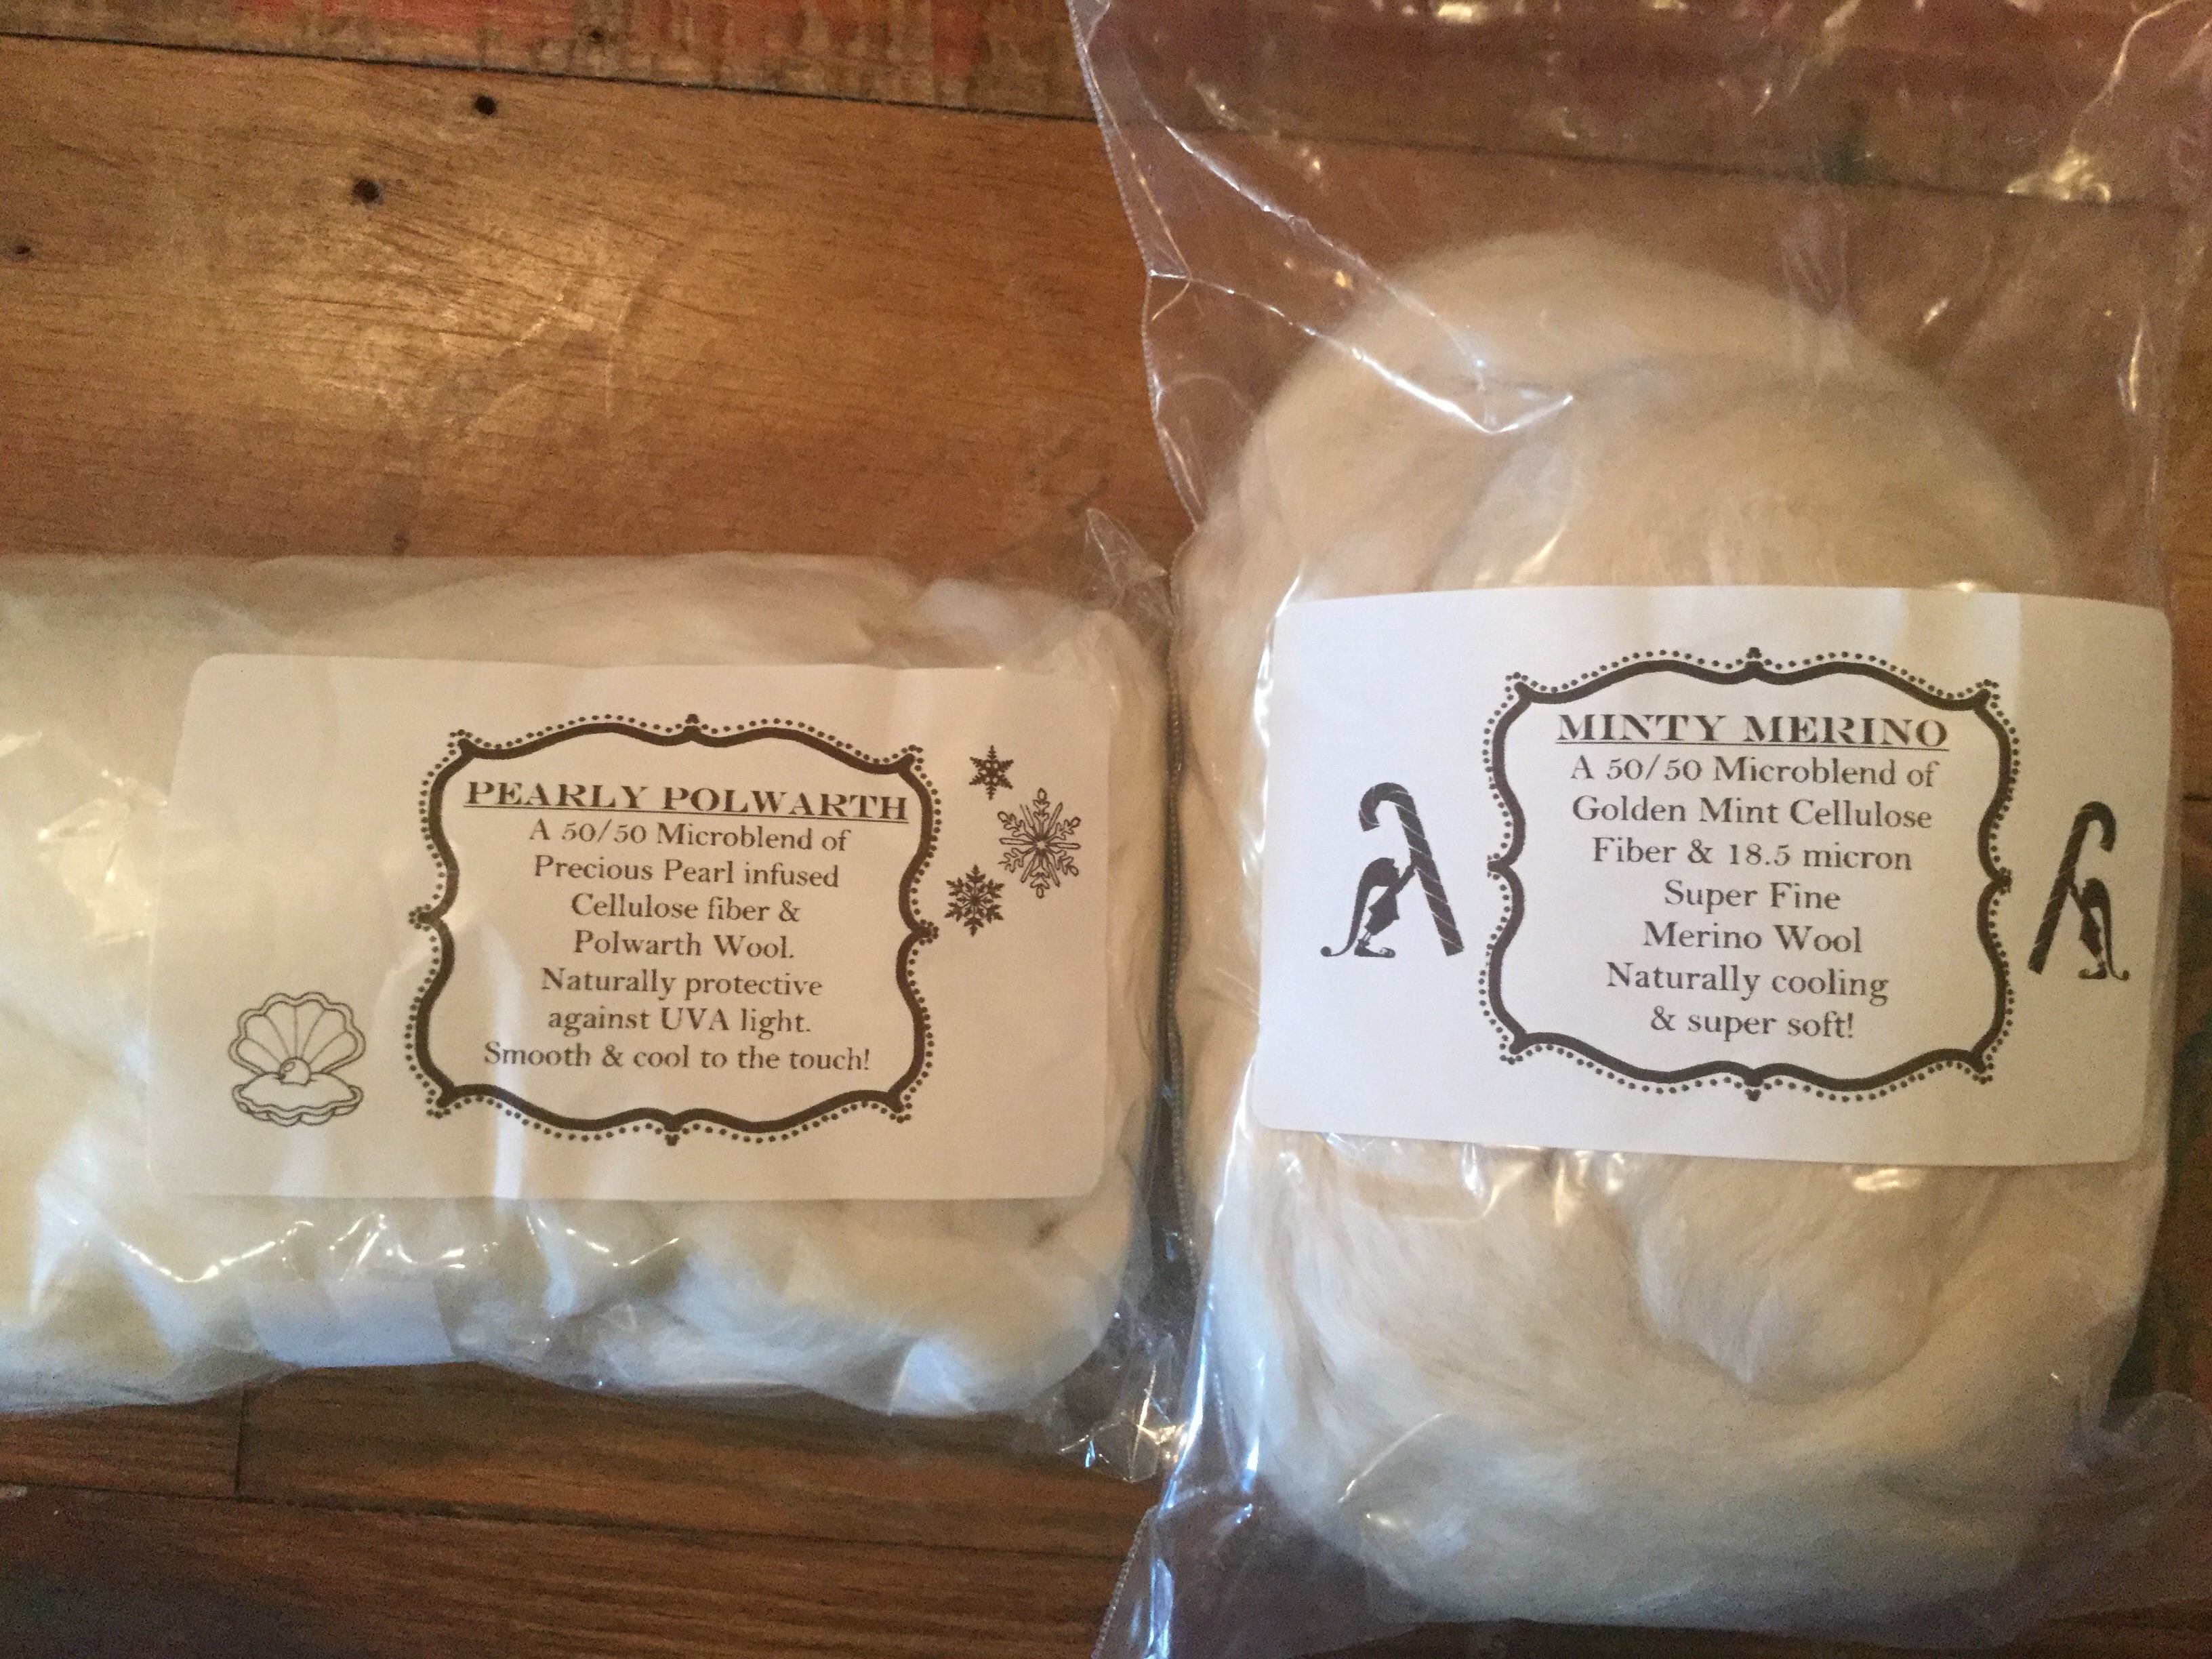 PEARLY POLWARTH
A 50/50 Microblend of
Precious Pearl infused
Cellulose fiber &
Polwarth Wool.
Naturally protective
against UVA light.
Smooth & cool to the touch!
MINTY MERINO
A 50/50 Microblend of
Golden Mint Cellulose
Fiber & 18.5 micron
Super Fine
Merino Wool
Naturally cooling
& super soft!